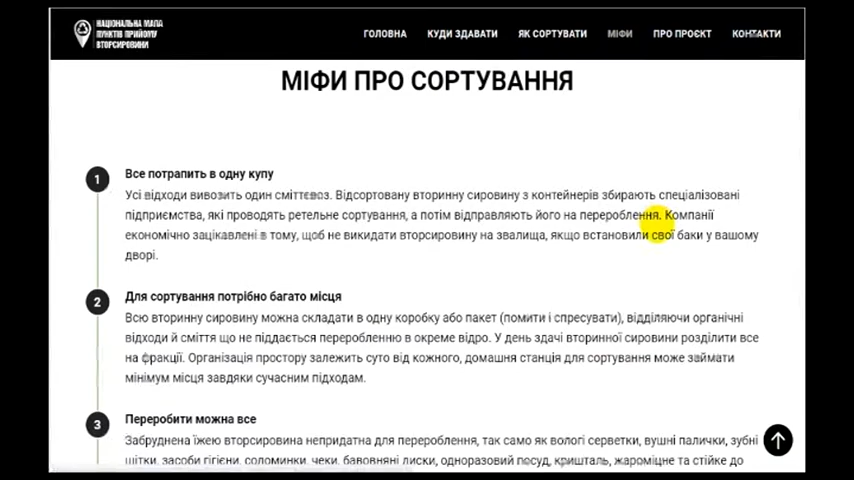 НАЦІОНАЛЬНА МАПА
ПУНКТІВ ПРИЙОМУ
ВТОРСИРОВИНИ
ГОЛОВНА КУДИ ЗДАВАТИ ЯК СОРТУВАТИ МІФИ ПРО ПРОЄКТ КОНТАКТИ
МІФИ ПРО СОРТУВАННЯ
1
Все потрапить в одну купу
Усі відходи вивозить один сміттєвоз. Відсортовану вторинну сировину з контейнерів збирають спеціалізовані
підприємства, які проводять ретельне сортування, а потім відправляють його на перероблення. Компанії
економічно зацікавлені в тому, щоб не викидати вторсировину на звалища, якщо встановили свої баки у вашому
дворі.
2
Для сортування потрібно багато місця
Всю вторинну сировину можна складати в одну коробку або пакет (помити і спресувати), відділяючи органічні
відходи й сміття що не піддається переробленню в окреме відро. У день здачі вторинної сировини розділити все
на фракції. Організація простору залежить суто від кожного, домашня станція для сортування може займати
мінімум місця завдяки сучасним підходам.
3
Переробити можна все
Забруднена їжею вторсировина непридатна для перероблення, так само як вологі серветки, вушні палички, зубні
щітки, засоби гігієни, соломинки, чеки, бавовняні диски, одноразовий посуд, кришталь, жароміцне та стійке до